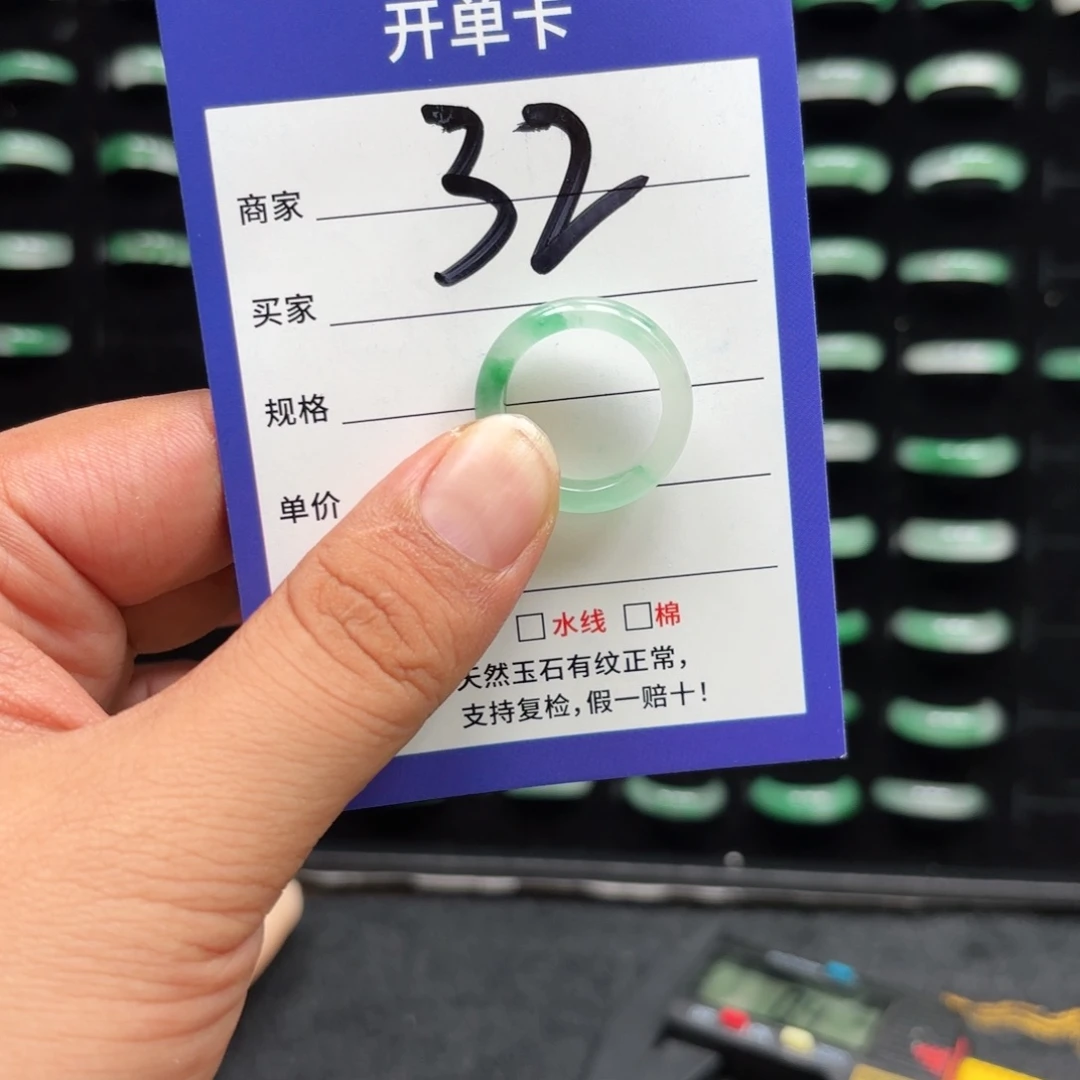 开单卡
32
商家
买家
规格
单价
□水线 □棉
天然玉石有纹正常，
支持复检，假一赔十！